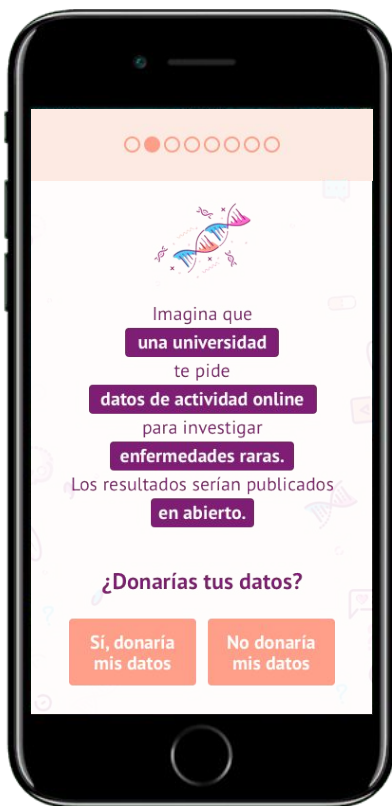 Imagina que
una universidad
te pide
datos de actividad online
para investigar
enfermedades raras.
Los resultados serían publicados
en abierto.
¿Donarías tus datos?
Sí, donaría
mis datos
No donaría
mis datos